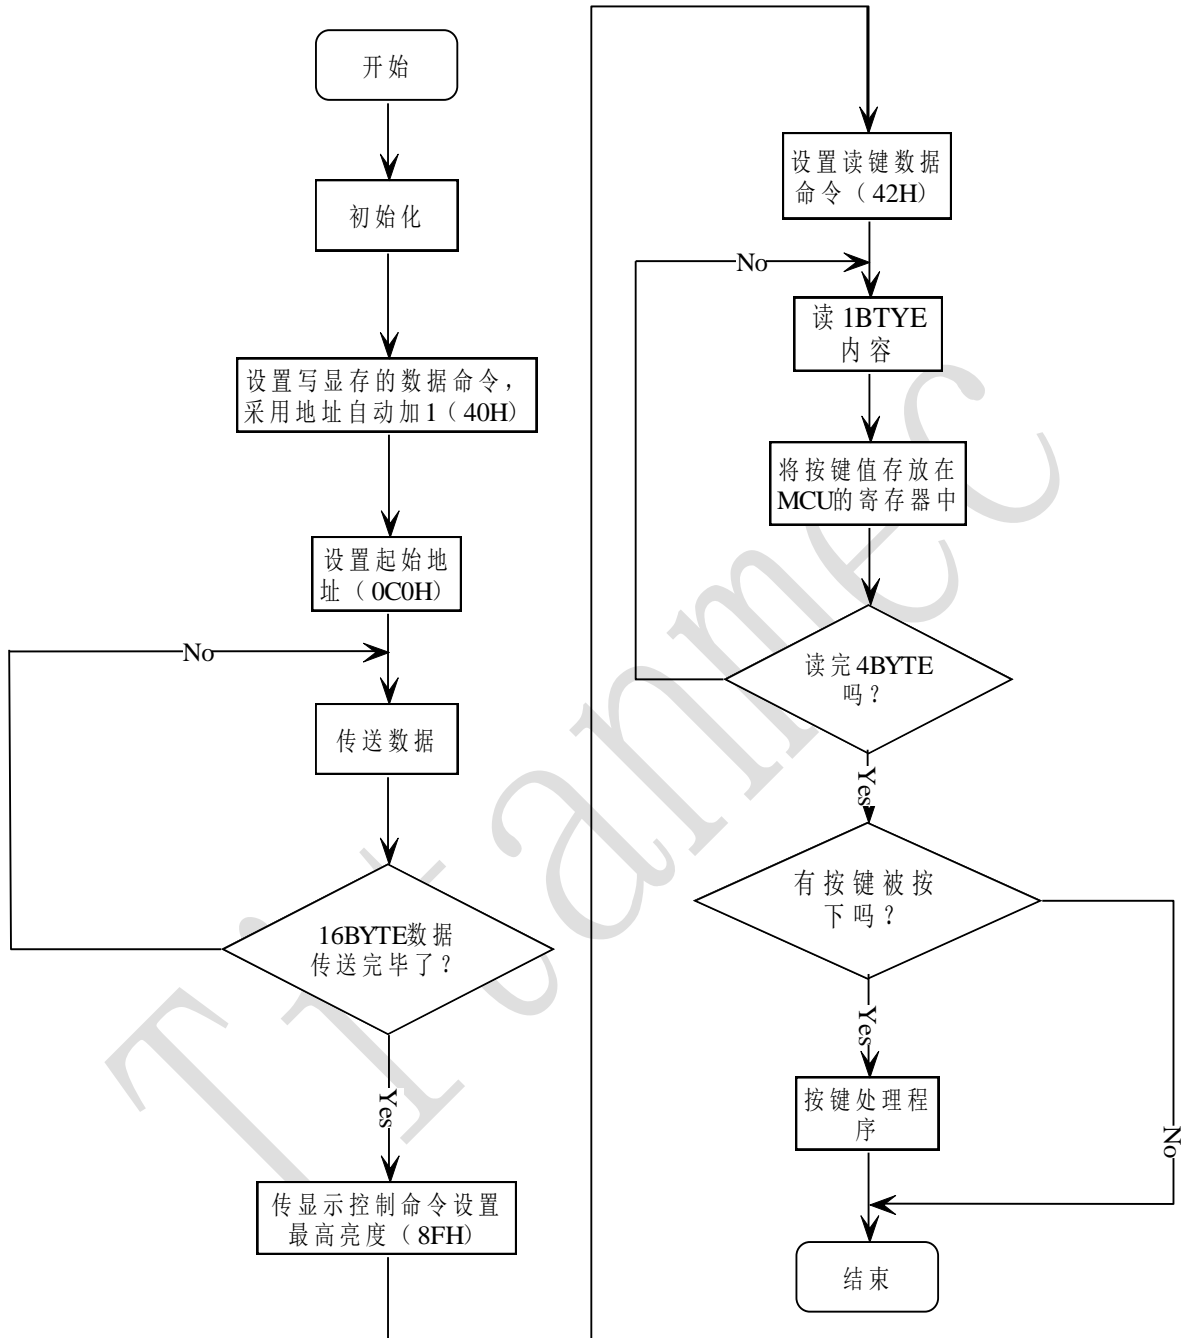 开始
初始化
设置写显存的数据命令，
采用地址自动加1（40H）
设置起始地
址（0C0H）
No
传送数据
16BYTE数据
传送完毕了？
Yes
传显示控制命令设置
最高亮度（8FH）
设置读键数据
命令（42H）
No
读1BTYE
内容
将按键值存放在
MCU的寄存器中
读完4BYTE
吗？
Yes
有按键被按
下吗？
Yes
No
按键处理程
序
结束
Titanmec